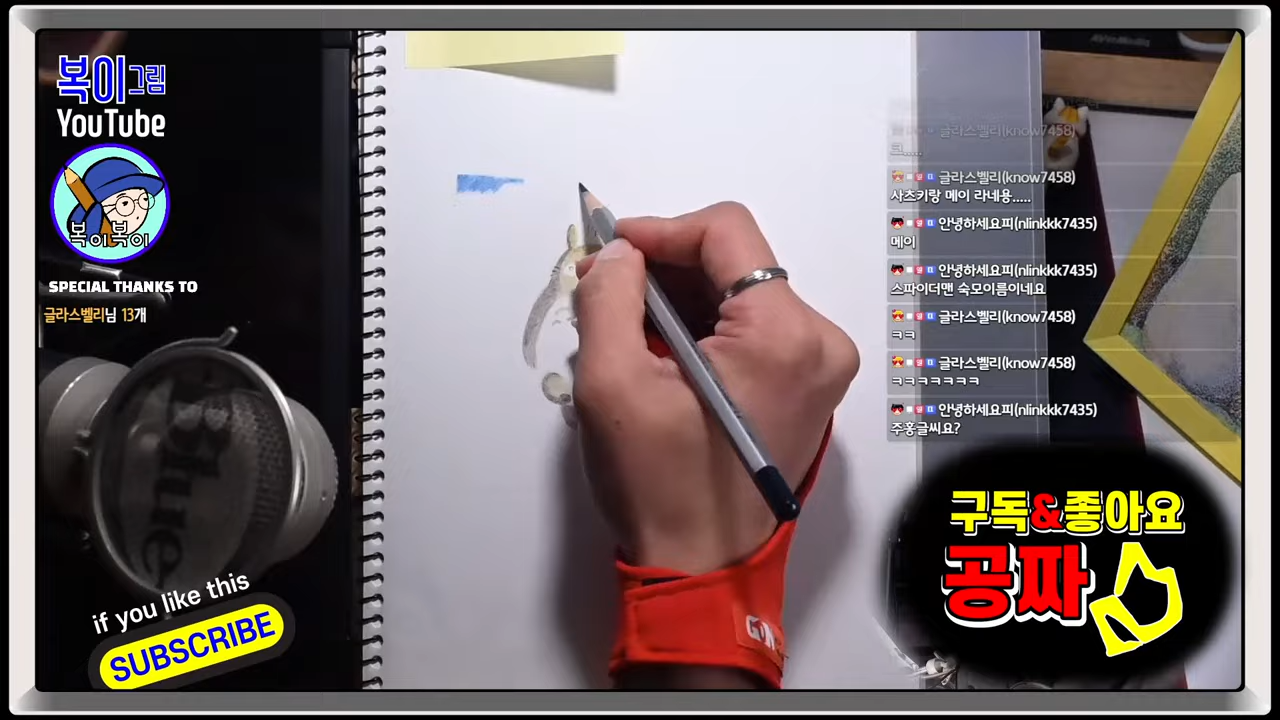 복이그림
YouTube
복이복이
SPECIAL THANKS TO
글라스벨리님 13개
Blue
if you like this
SUBSCRIBE
글라스벨리(know7458)
크.....
글라스벨리(know7458)
사츠키랑 메이 라네용.....
안녕하세요피(nlinkkk7435)
메이
안녕하세요피(nlinkkk7435)
스파이더맨 숙모이름이네요
글라스벨리(know7458)
ㅋㅋ
글라스벨리(know7458)
ㅋㅋㅋㅋㅋㅋㅋ
안녕하세요피(nlinkkk7435)
주홍글씨요?
구독&좋아요
공짜